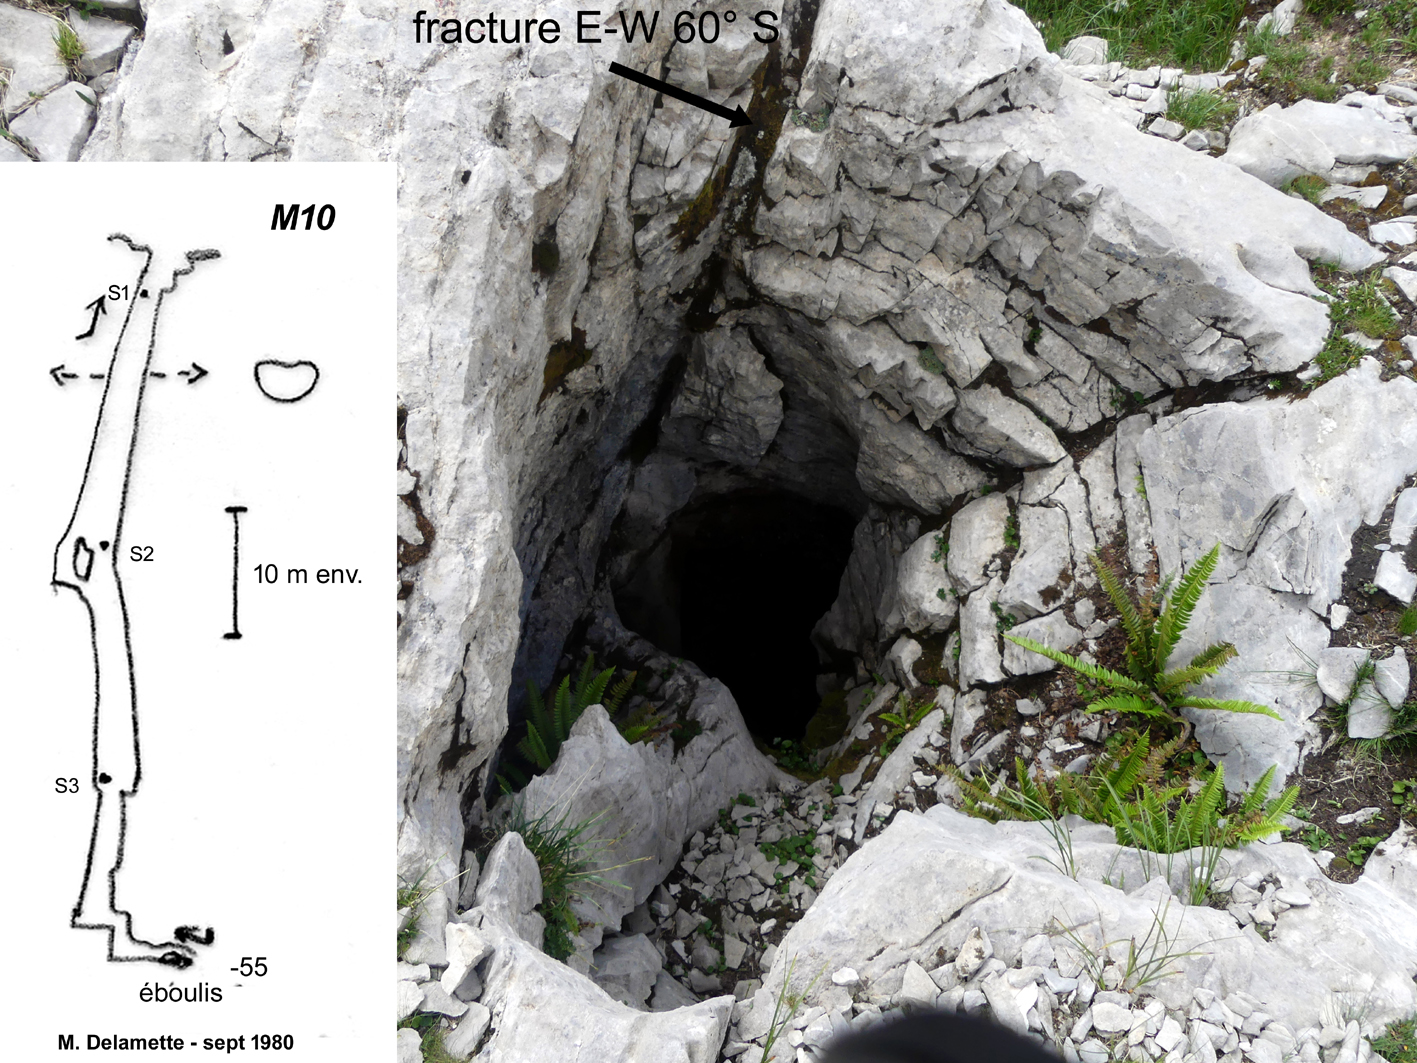 fracture E-W 60° S
M10
S1
S2
10 m env.
S3
-55
éboulis
M. Delamette - sept 1980